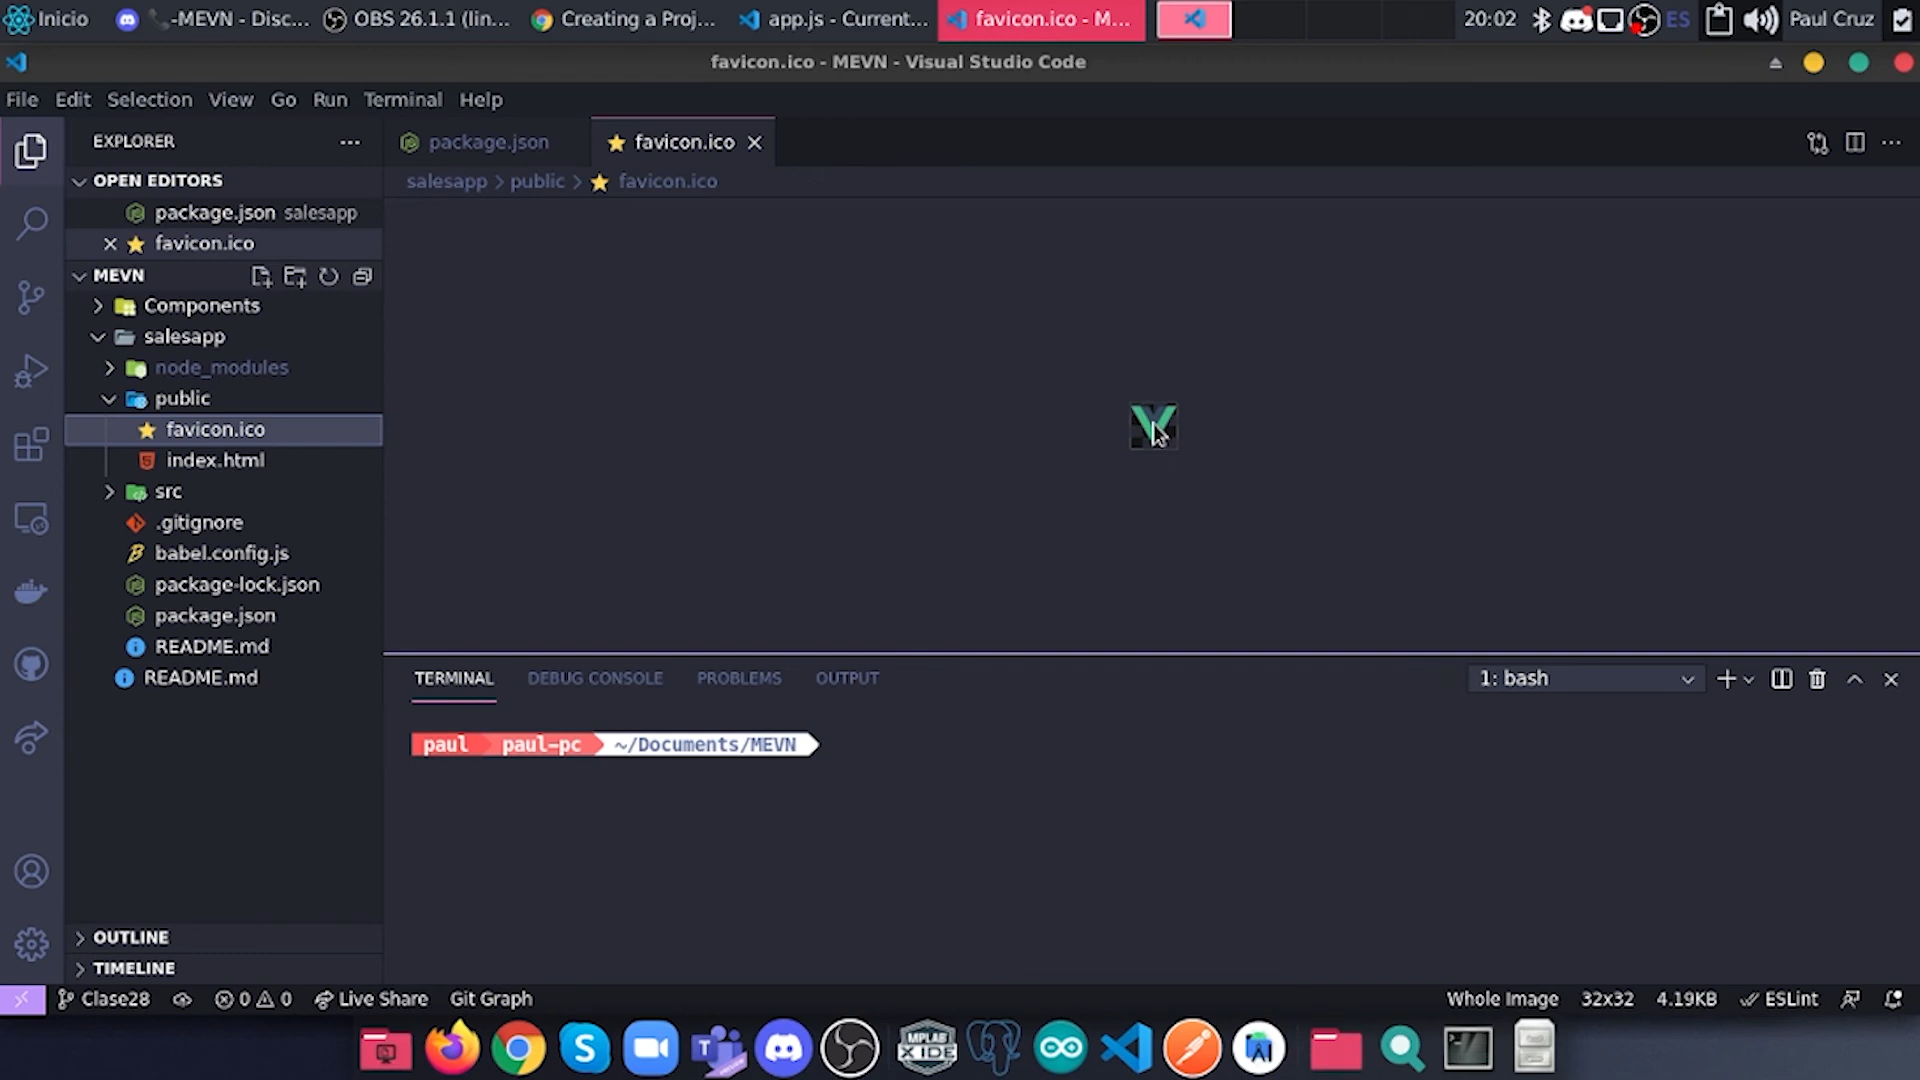 Inicio
-MEVN - Disc...
OBS 26.1.1 (lin...
Creating a Proj...
app.js - Current...
favicon.ico - M...
20:02
ES
Paul Cruz
favicon.ico - MEVN - Visual Studio Code
File Edit Selection View Go Run Terminal Help
EXPLORER
package.json
favicon.ico
OPEN EDITORS
salesapp > public > favicon.ico
package.json salesapp
favicon.ico
MEVN
Components
salesapp
node_modules
public
favicon.ico
index.html
src
.gitignore
babel.config.js
package-lock.json
package.json
README.md
README.md
TERMINAL DEBUG CONSOLE PROBLEMS OUTPUT
1: bash
paul paul-pc ~/Documents/MEVN
OUTLINE
TIMELINE
Clase28
0 0
Live Share
Git Graph
Whole Image
32x32
4.19KB
ESLint
MPLAB
X IDE